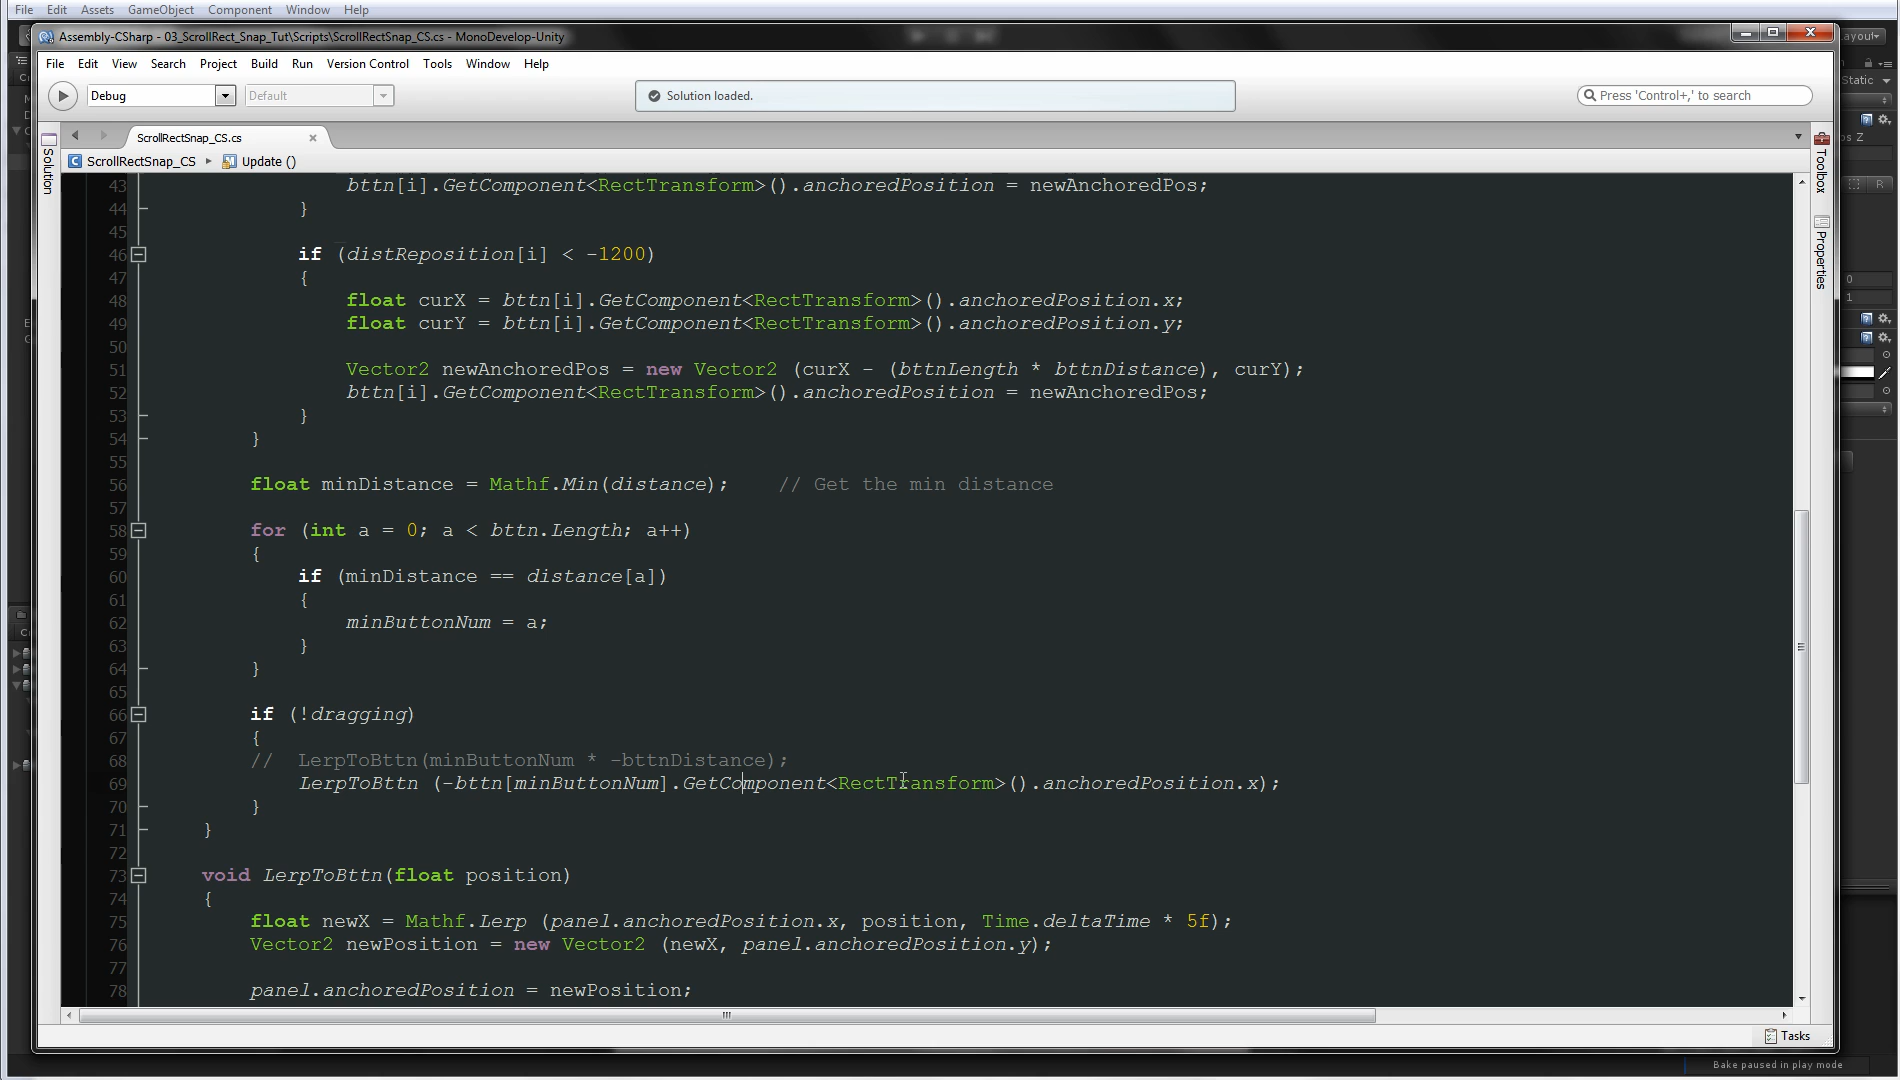 File Edit Assets GameObject Component Window Help
Assembly-CSharp - 03_ScrollRect_Snap_Tut\Scripts\ScrollRectSnap_CS.cs - MonoDevelop-Unity
File Edit View Search Project Build Run Version Control Tools Window Help
Debug Default Solution loaded. Press 'Control+,' to search
ScrollRectSnap_CS.cs
ScrollRectSnap_CS Update ()
Solution
Toolbox
Properties
Static
43 bttn[i].GetComponent<RectTransform>().anchoredPosition = newAnchoredPos;
44 }
45
46 if (distReposition[i] < -1200)
47 {
48 float curX = bttn[i].GetComponent<RectTransform>().anchoredPosition.x;
49 float curY = bttn[i].GetComponent<RectTransform>().anchoredPosition.y;
50
51 Vector2 newAnchoredPos = new Vector2 (curX - (bttnLength * bttnDistance), curY);
52 bttn[i].GetComponent<RectTransform>().anchoredPosition = newAnchoredPos;
53 }
54 }
55
56 float minDistance = Mathf.Min(distance); // Get the min distance
57
58 for (int a = 0; a < bttn.Length; a++)
59 {
60 if (minDistance == distance[a])
61 {
62 minButtonNum = a;
63 }
64 }
65
66 if (!dragging)
67 {
68 // LerpToBttn(minButtonNum * -bttnDistance);
69 LerpToBttn (-bttn[minButtonNum].GetComponent<RectTransform>().anchoredPosition.x);
70 }
71 }
72
73 void LerpToBttn(float position)
74 {
75 float newX = Mathf.Lerp (panel.anchoredPosition.x, position, Time.deltaTime * 5f);
76 Vector2 newPosition = new Vector2 (newX, panel.anchoredPosition.y);
77
78 panel.anchoredPosition = newPosition;
Tasks
Bake paused in play mode